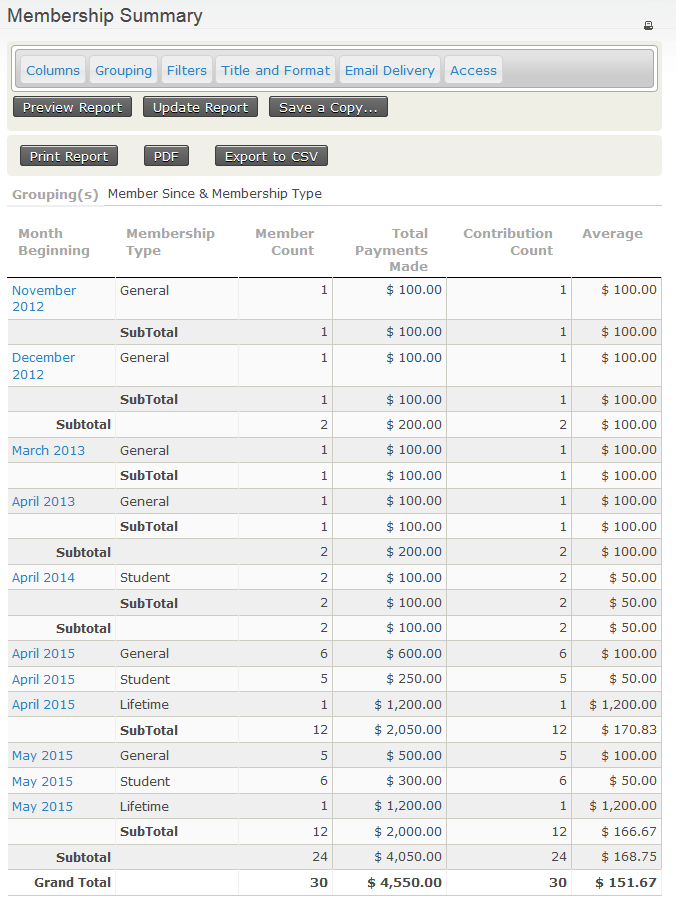 Membership Summary
Columns Grouping Filters Title and Format Email Delivery Access
Preview Report Update Report Save a Copy...
Print Report PDF Export to CSV
Grouping(s) Member Since & Membership Type
Month Beginning Membership Type Member Count Total Payments Made Contribution Count Average
November 2012 General 1 $ 100.00 1 $ 100.00
SubTotal 1 $ 100.00 1 $ 100.00
December 2012 General 1 $ 100.00 1 $ 100.00
SubTotal 1 $ 100.00 1 $ 100.00
Subtotal 2 $ 200.00 2 $ 100.00
March 2013 General 1 $ 100.00 1 $ 100.00
SubTotal 1 $ 100.00 1 $ 100.00
April 2013 General 1 $ 100.00 1 $ 100.00
SubTotal 1 $ 100.00 1 $ 100.00
Subtotal 2 $ 200.00 2 $ 100.00
April 2014 Student 2 $ 100.00 2 $ 50.00
SubTotal 2 $ 100.00 2 $ 50.00
Subtotal 2 $ 100.00 2 $ 50.00
April 2015 General 6 $ 600.00 6 $ 100.00
April 2015 Student 5 $ 250.00 5 $ 50.00
April 2015 Lifetime 1 $ 1,200.00 1 $ 1,200.00
SubTotal 12 $ 2,050.00 12 $ 170.83
May 2015 General 5 $ 500.00 5 $ 100.00
May 2015 Student 6 $ 300.00 6 $ 50.00
May 2015 Lifetime 1 $ 1,200.00 1 $ 1,200.00
SubTotal 12 $ 2,000.00 12 $ 166.67
Subtotal 24 $ 4,050.00 24 $ 168.75
Grand Total 30 $ 4,550.00 30 $ 151.67